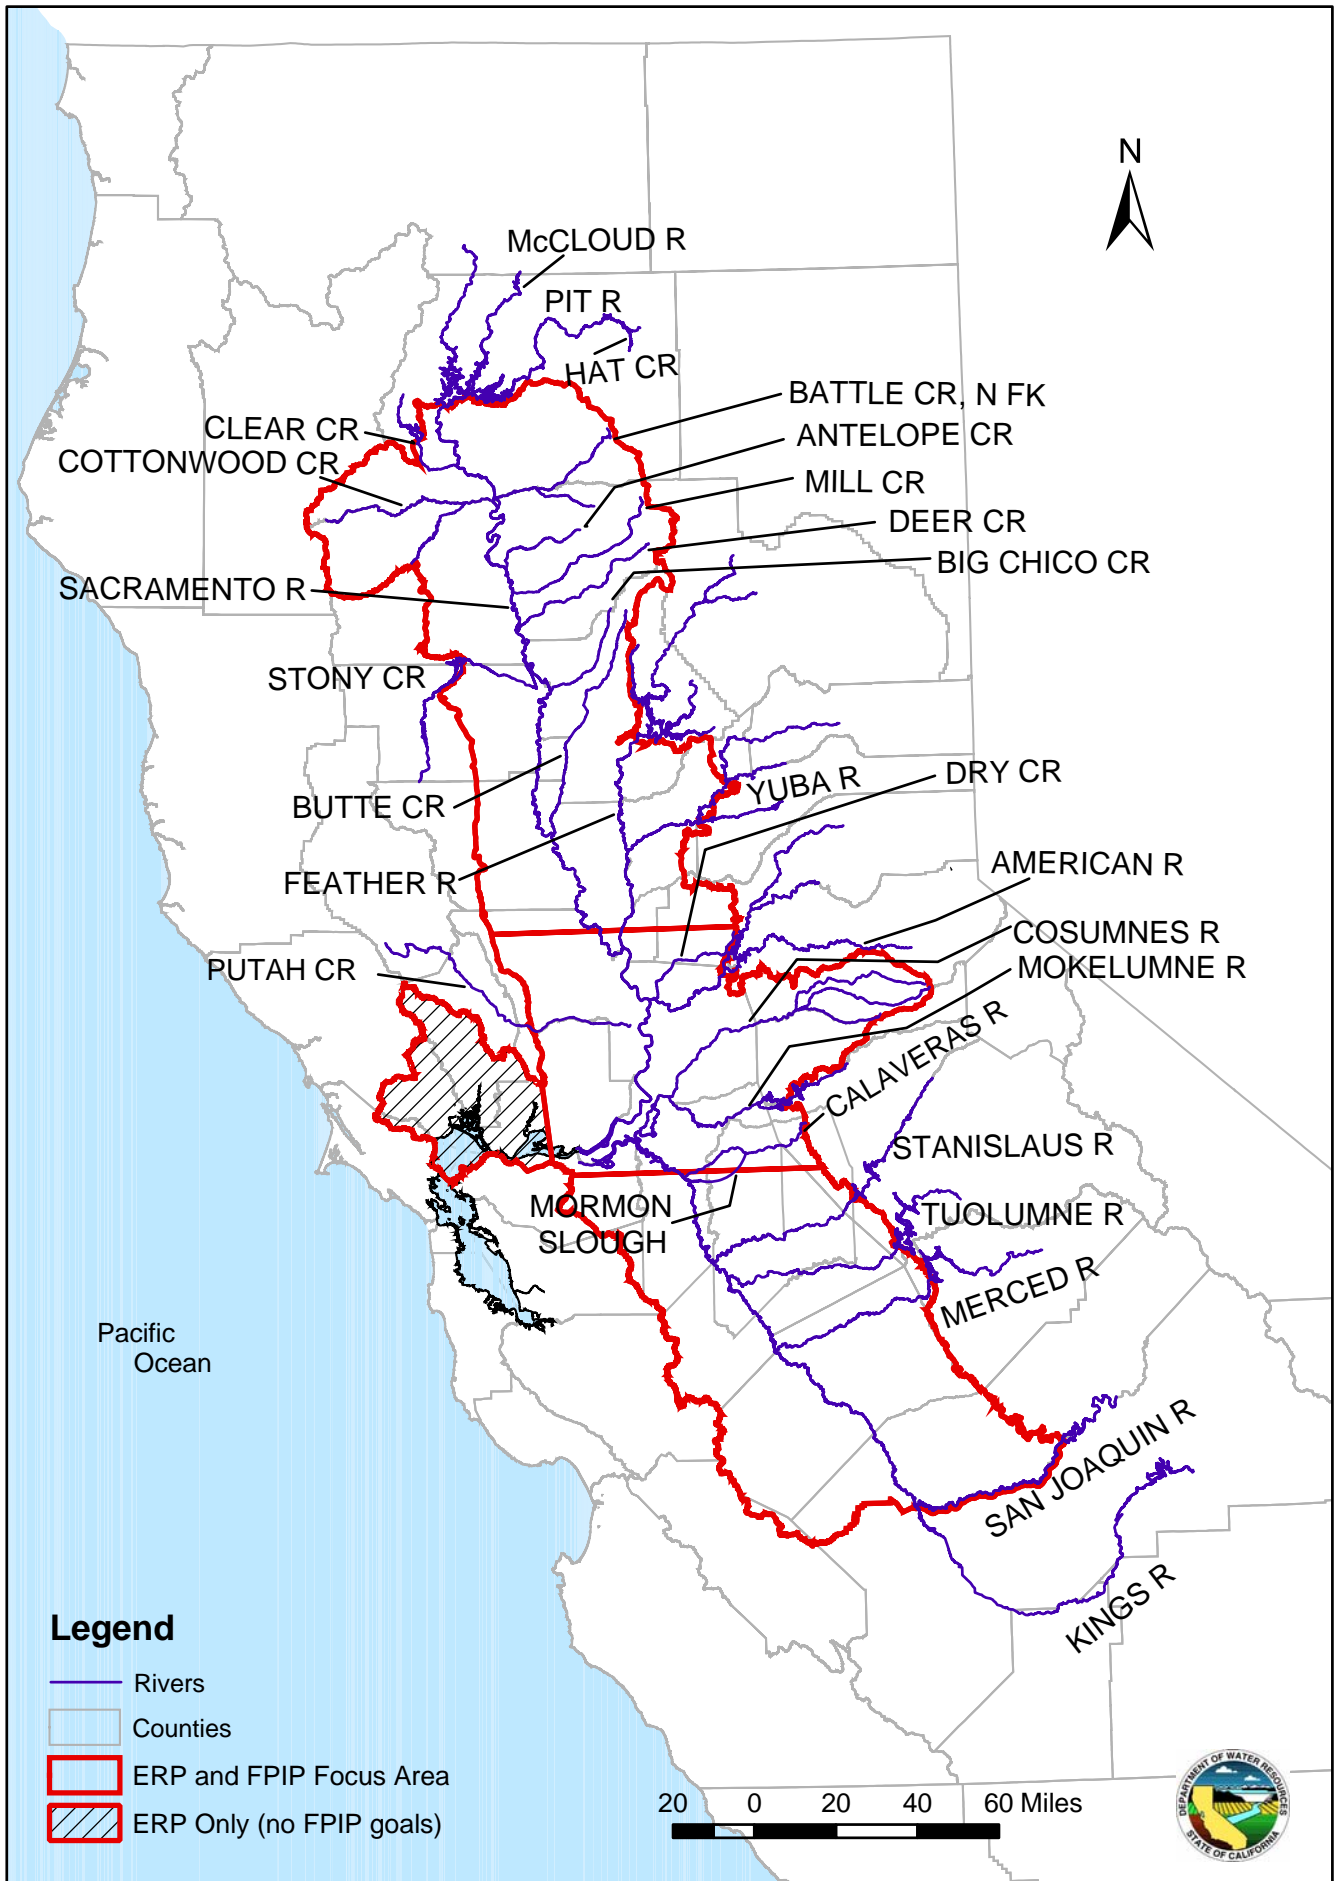 N
McCLOUD R
PIT R
HAT CR
BATTLE CR, N FK
CLEAR CR
ANTELOPE CR
COTTONWOOD CR
MILL CR
DEER CR
BIG CHICO CR
SACRAMENTO R
STONY CR
YUBA R
DRY CR
BUTTE CR
AMERICAN R
FEATHER R
COSUMNES R
PUTAH CR
MOKELUMNE R
CALAVERAS R
STANISLAUS R
MORMON
SLOUGH
TUOLUMNE R
MERCED R
Pacific
Ocean
SAN JOAQUIN R
KINGS R
Legend
Rivers
Counties
ERP and FPIP Focus Area
ERP Only (no FPIP goals)
20 0 20 40 60 Miles
DEPARTMENT OF WATER RESOURCES
STATE OF CALIFORNIA